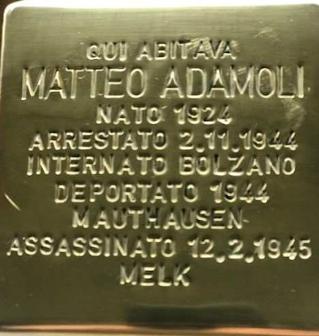 QUI ABITAVA
MATTEO ADAMOLI
NATO 1924
ARRESTATO 2.11.1944
INTERNATO BOLZANO
DEPORTATO 1944
MAUTHAUSEN
ASSASSINATO 12.2.1945
MELK